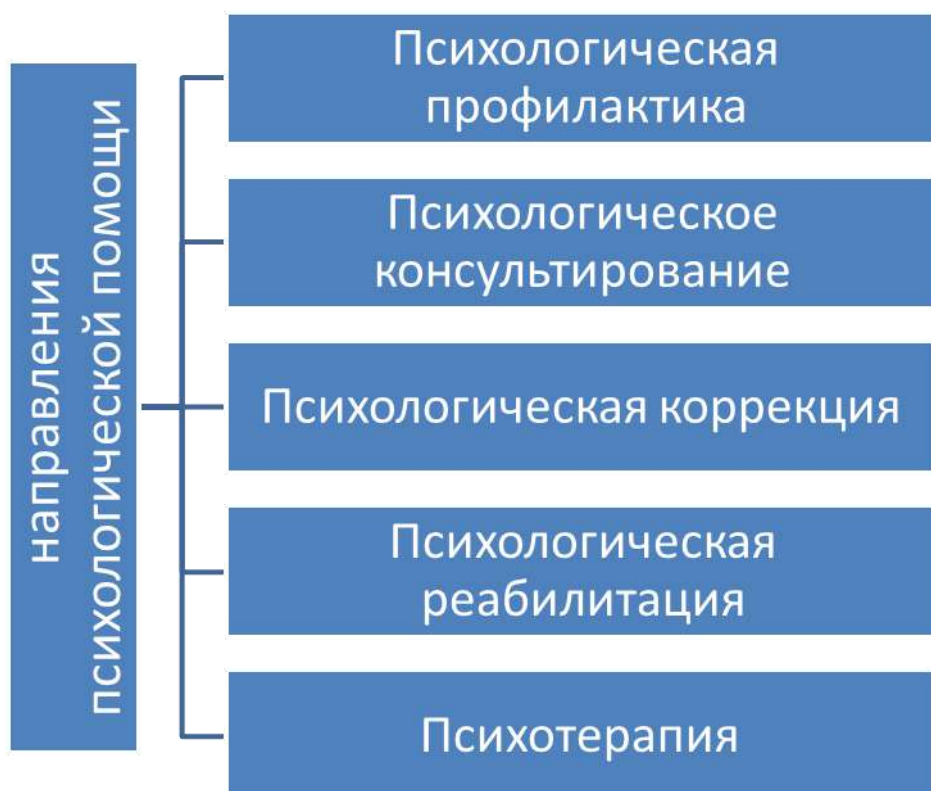 направления
психологической помощи
Психологическая
профилактика
Психологическое
консультирование
Психологическая коррекция
Психологическая
реабилитация
Психотерапия